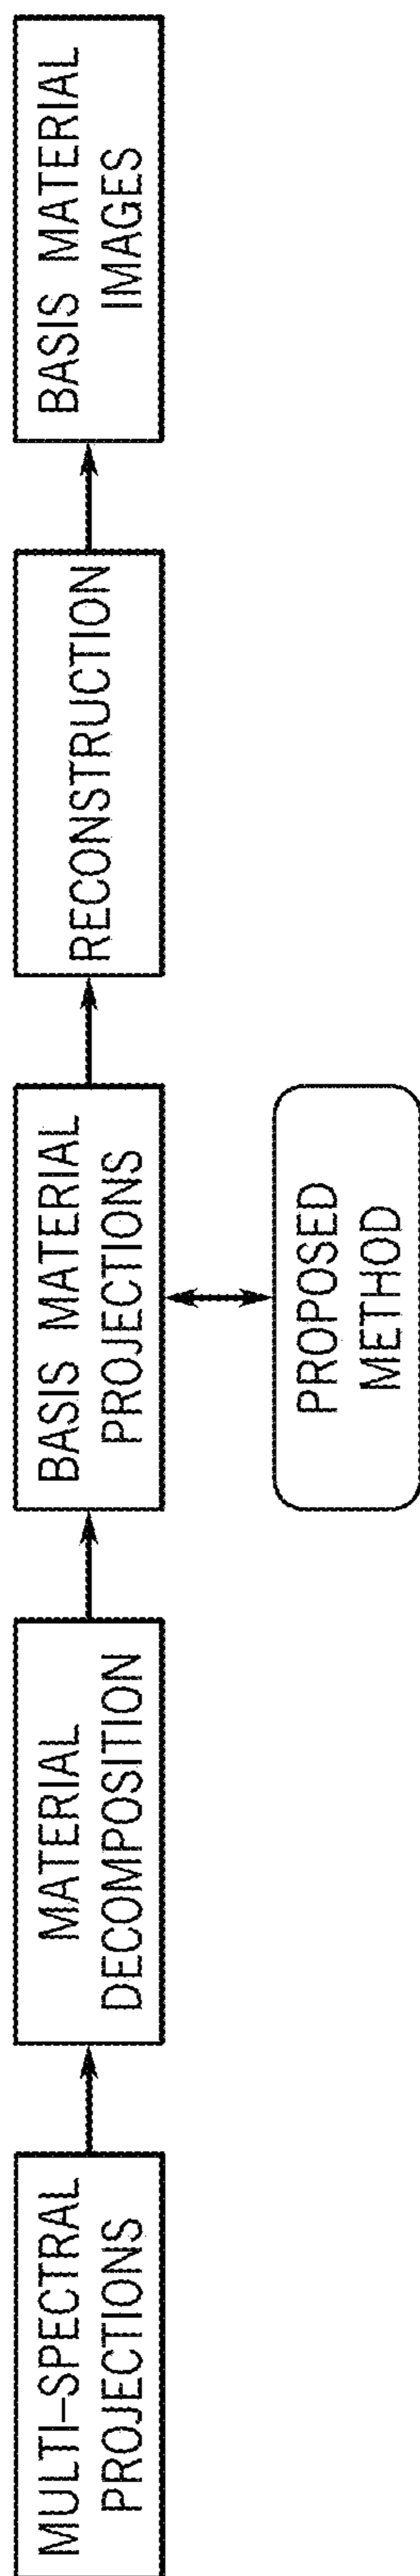 MULTI-SPECTRAL
PROJECTIONS
MATERIAL
DECOMPOSITION
BASIS MATERIAL
PROJECTIONS
PROPOSED
METHOD
RECONSTRUCTION
BASIS MATERIAL
IMAGES